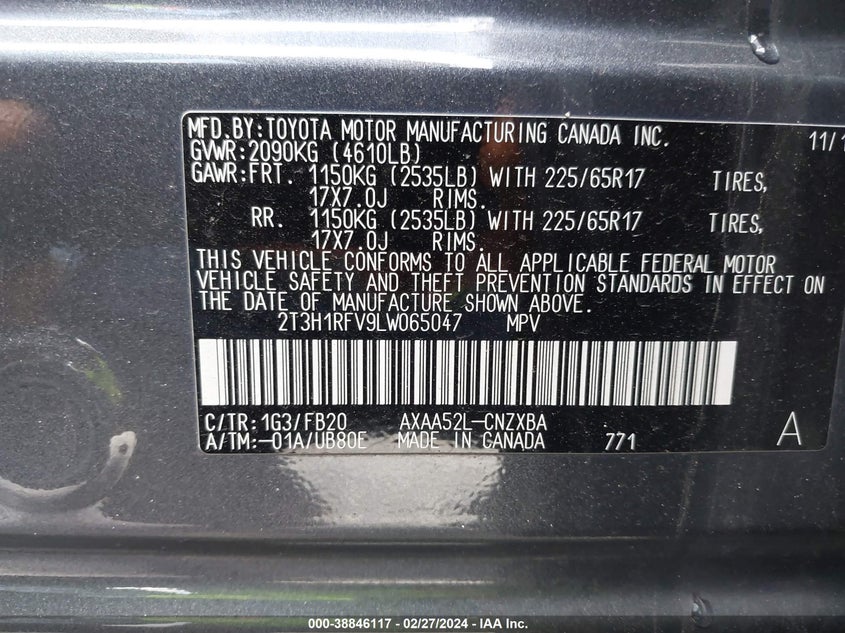 MFD.BY:TOYOTA MOTOR MANUFACTURING CANADA INC. 11/1
GVWR:2090KG (4610LB)
GAWR:FRT. 1150KG (2535LB) WITH 225/65R17 TIRES,
17X7.0J RIMS.
RR. 1150KG (2535LB) WITH 225/65R17 TIRES,
17X7.0J RIMS.
THIS VEHICLE CONFORMS TO ALL APPLICABLE FEDERAL MOTOR
VEHICLE SAFETY AND THEFT PREVENTION STANDARDS IN EFFECT ON
THE DATE OF MANUFACTURE SHOWN ABOVE.
2T3H1RFV9LW065047 MPV
C/TR:1G3/FB20 AXAA52L-CNZXBA
A/TM:-01A/UB80E MADE IN CANADA 771 A
000-38846117 - 02/27/2024 - IAA Inc.